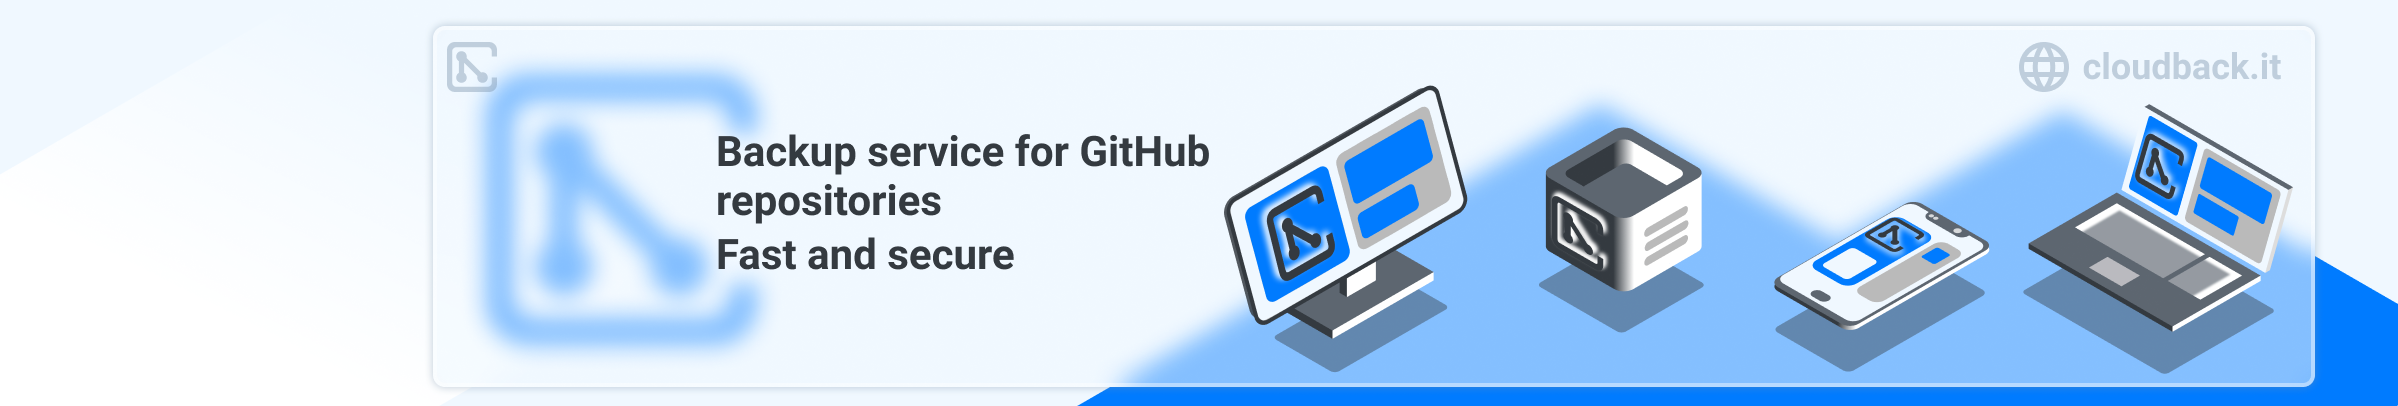 cloudback.it
Backup service for GitHub
repositories
Fast and secure